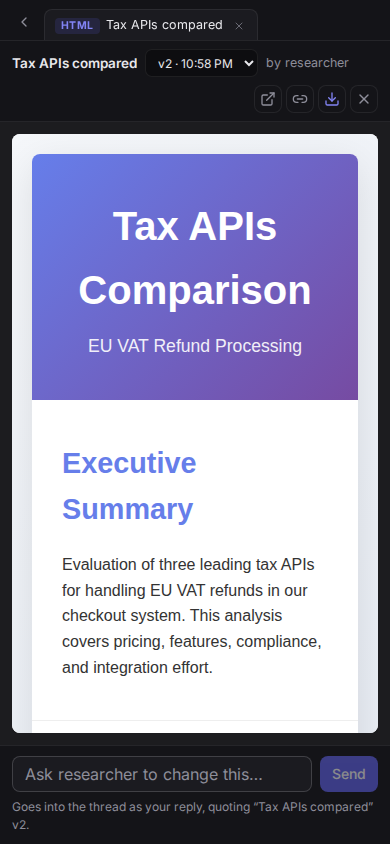 HTML Tax APIs compared
Tax APIs compared v2 · 10:58 PM by researcher
Tax APIs
Comparison
EU VAT Refund Processing
Executive
Summary
Evaluation of three leading tax APIs
for handling EU VAT refunds in our
checkout system. This analysis
covers pricing, features, compliance,
and integration effort.
Ask researcher to change this... Send
Goes into the thread as your reply, quoting “Tax APIs compared”
v2.